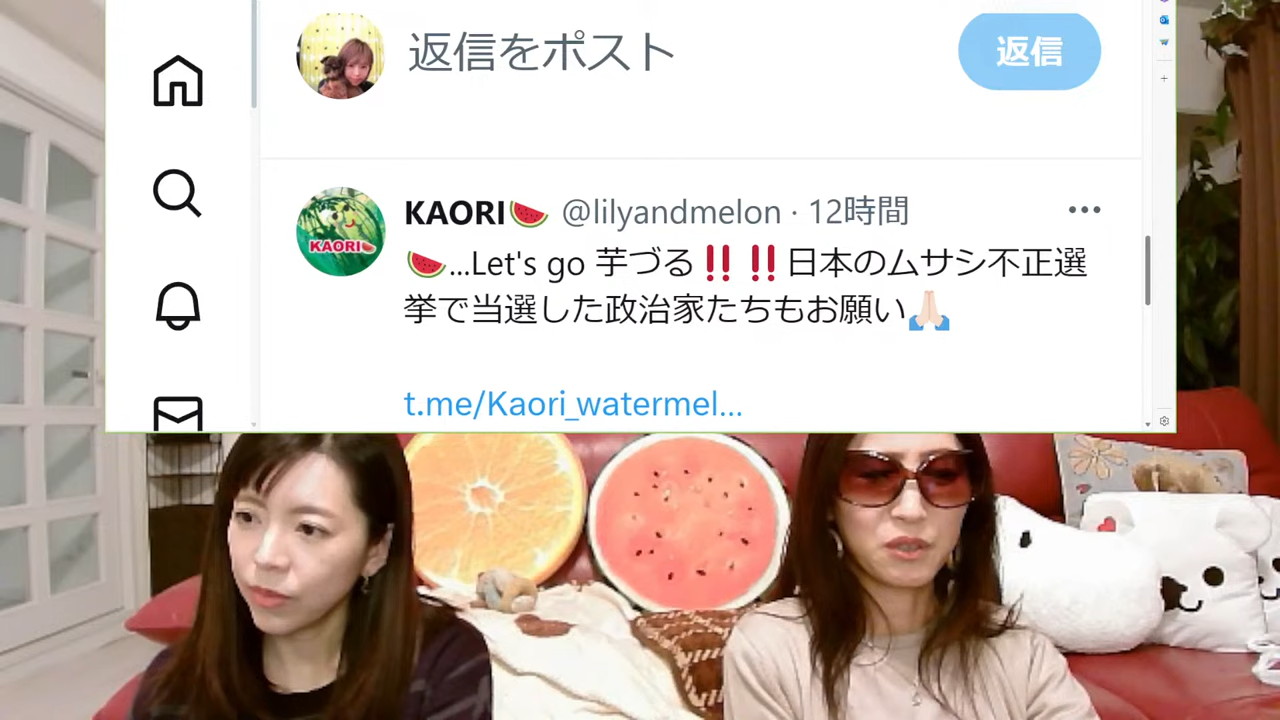 返信をポスト
返信
KAORI🍉 @lilyandmelon · 12時間
KAORI🍉
🍉...Let's go 芋づる‼️‼️日本のムサシ不正選
挙で当選した政治家たちもお願い🙏🏻
t.me/Kaori_watermel...